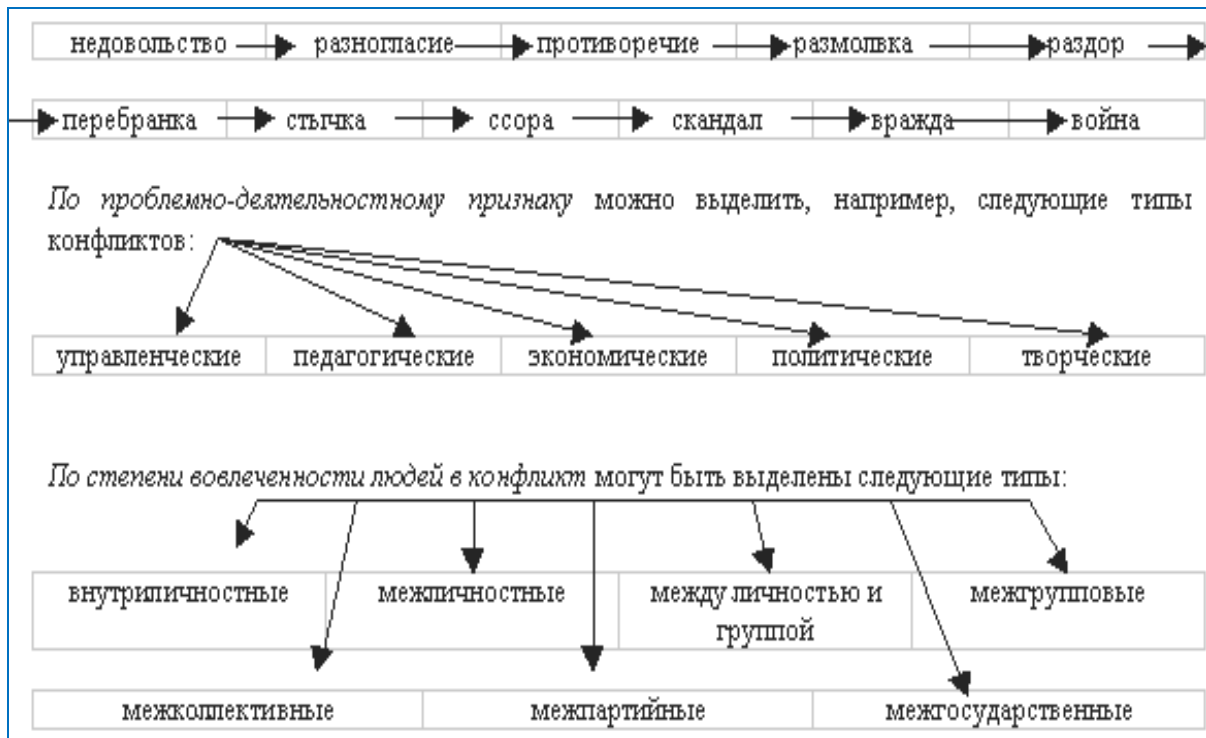 недовольство разногласие противоречие размолвка раздор
перебранка стычка ссора скандал вражда война
По проблемно-деятельностному признаку можно выделить, например, следующие типы
конфликтов:
управленческие педагогические экономические политические творческие
По степени вовлеченности людей в конфликт могут быть выделены следующие типы:
внутриличностные межличностные между личностью и межгрупповые
группой
межколлективные межпартийные межгосударственные